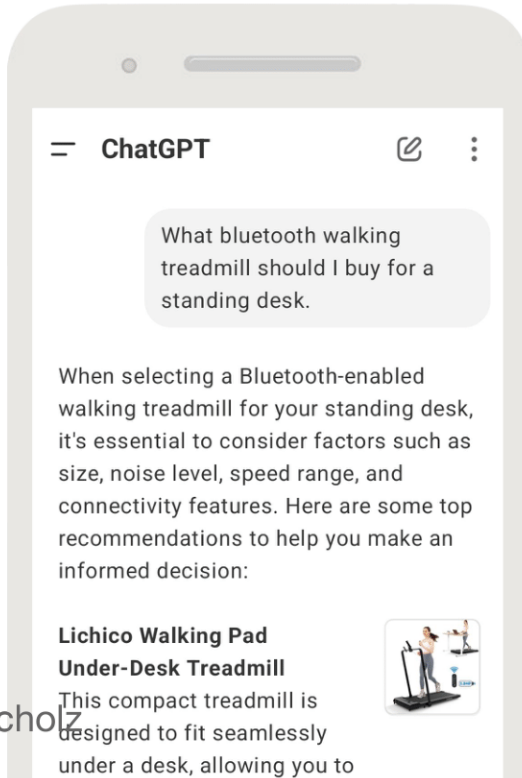 ChatGPT
What bluetooth walking
treadmill should I buy for a
standing desk.
When selecting a Bluetooth-enabled
walking treadmill for your standing desk,
it's essential to consider factors such as
size, noise level, speed range, and
connectivity features. Here are some top
recommendations to help you make an
informed decision:
Lichico Walking Pad
Under-Desk Treadmill
This compact treadmill is
designed to fit seamlessly
under a desk, allowing you to
cholz